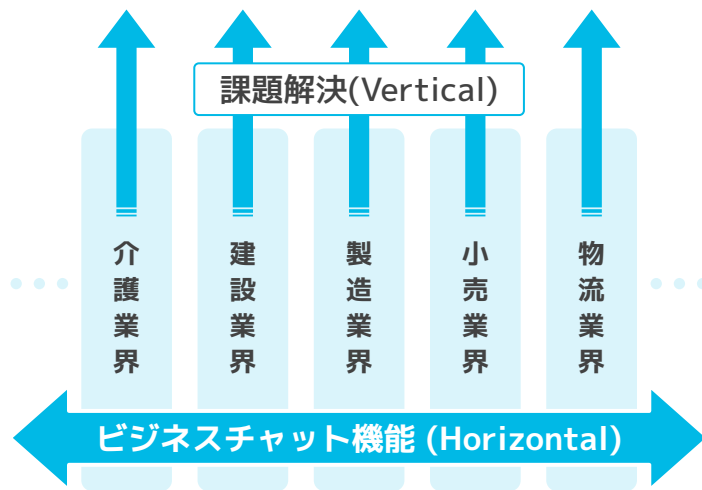 課題解決(Vertical)
介護業界
建設業界
製造業界
小売業界
物流業界
ビジネスチャット機能 (Horizontal)